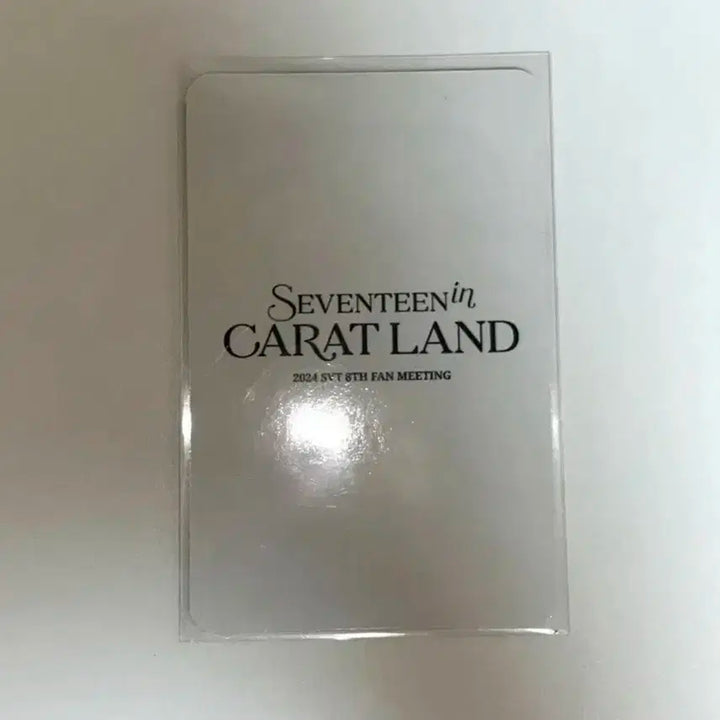 SEVENTEEN in
CARAT LAND
2024 SVT 8TH FAN MEETING